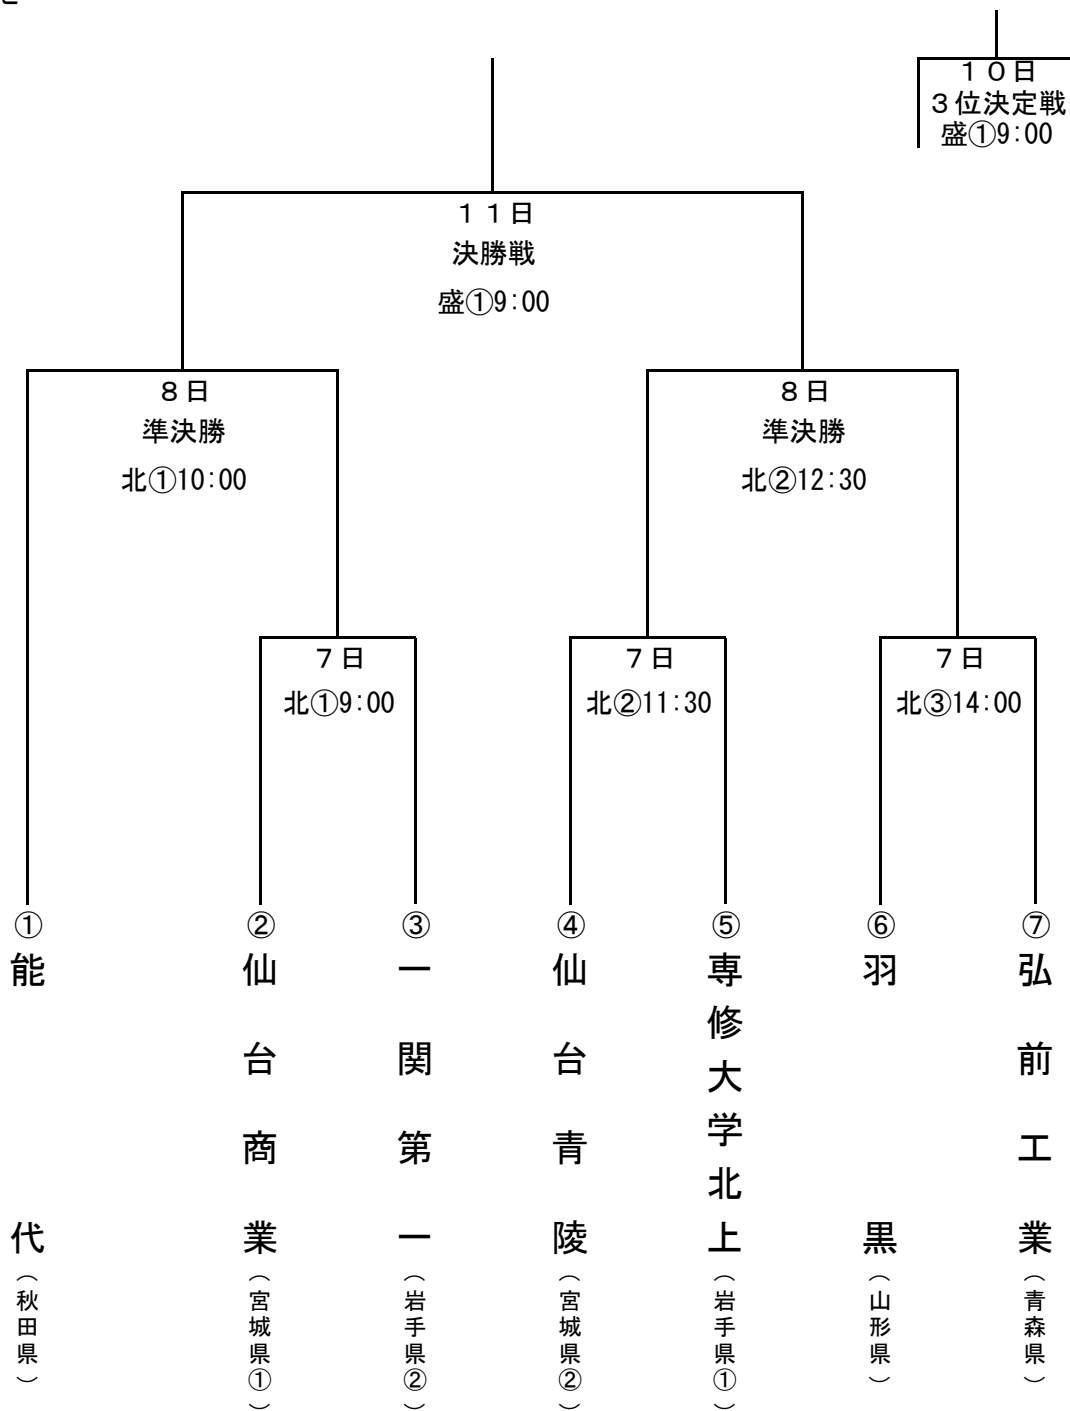 １０日
３位決定戦
盛①9:00
１１日
決勝戦
盛①9:00
８日
準決勝
北①10:00
８日
準決勝
北②12:30
７日
北①9:00
７日
北②11:30
７日
北③14:00
①
能代
（秋田県）
②
仙台商業
（宮城県①）
③
一関第一
（岩手県②）
④
仙台青陵
（宮城県②）
⑤
専修大学北上
（岩手県①）
⑥
羽黒
（山形県）
⑦
弘前工業
（青森県）